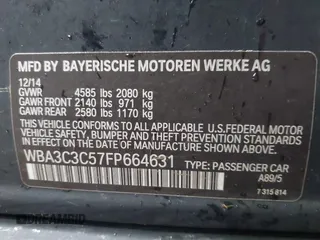 MFD BY BAYERISCHE MOTOREN WERKE AG
12/14
GVWR 4585 lbs 2080 kg
GAWR FRONT 2140 lbs 971 kg
GAWR REAR 2580 lbs 1170 kg
THIS VEHICLE CONFORMS TO ALL APPLICABLE
U.S. FEDERAL MOTOR VEHICLE SAFETY,
BUMPER AND THEFT PREVENTION STANDARDS
IN EFFECT ON THE DATE OF
MANUFACTURE SHOWN ABOVE.
WBA3C3C57FP664631
TYPE: PASSENGER CAR
A89/5
7 315 814
DREAMBID